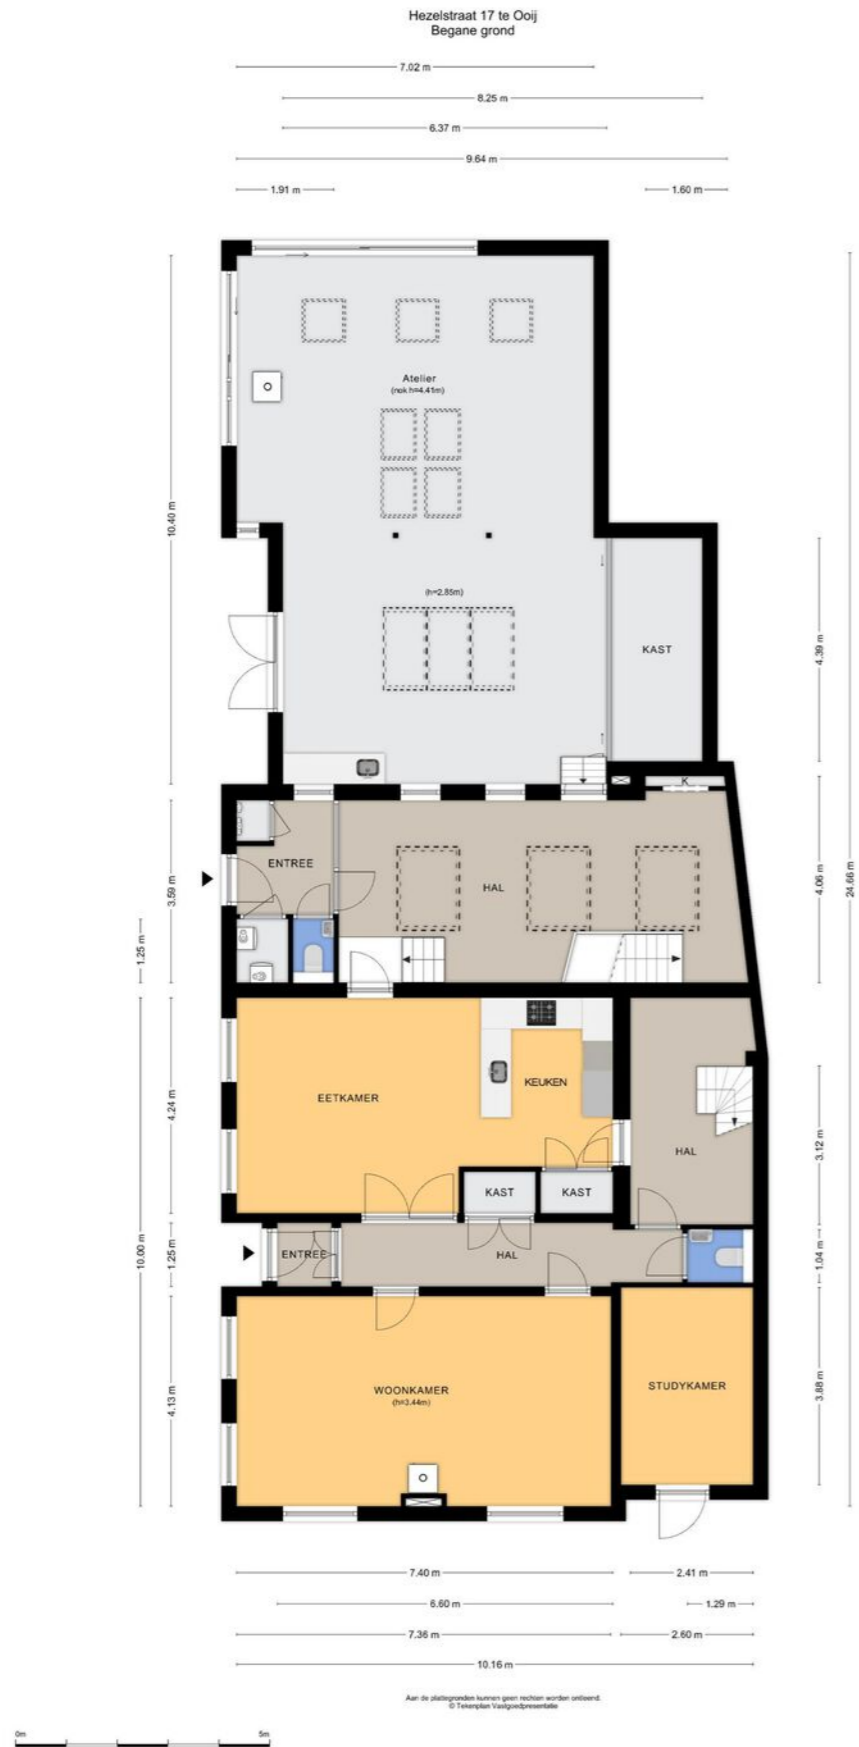 Hezelstraat 17 te Ooij
Begane grond
7.02 m
8.25 m
6.37 m
9.64 m
1.91 m
1.60 m
Atelier
(nok h=4.41m)
10.40 m
(h=2.85m)
KAST
4.39 m
K
ENTREE
HAL
3.59 m
4.06 m
24.66 m
1.25 m
EETKAMER
KEUKEN
4.24 m
HAL
3.12 m
KAST
KAST
10.00 m
1.25 m
ENTREE
HAL
1.04 m
WOONKAMER
(h=3.44m)
STUDYKAMER
4.13 m
3.88 m
7.40 m
2.41 m
6.60 m
1.29 m
7.36 m
2.60 m
10.16 m
Aan de plattegronden kunnen geen rechten worden ontleend.
© Tekenplan Vastgoedpresentatie
0m
5m